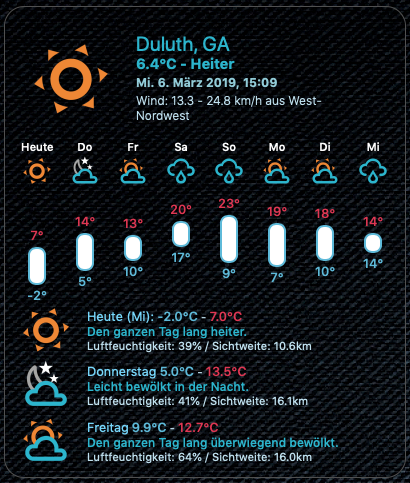 Duluth, GA
6.4°C - Heiter
Mi. 6. März 2019, 15:09
Wind: 13.3 - 24.8 km/h aus West-
Nordwest
Heute Do Fr Sa So Mo Di Mi
7° 14° 13° 20° 23° 19° 18° 14°
-2° 5° 10° 17° 9° 7° 10° 14°
Heute (Mi): -2.0°C - 7.0°C
Den ganzen Tag lang heiter.
Luftfeuchtigkeit: 39% / Sichtweite: 10.6km
Donnerstag 5.0°C - 13.5°C
Leicht bewölkt in der Nacht.
Luftfeuchtigkeit: 41% / Sichtweite: 16.1km
Freitag 9.9°C - 12.7°C
Den ganzen Tag lang überwiegend bewölkt.
Luftfeuchtigkeit: 64% / Sichtweite: 16.0km